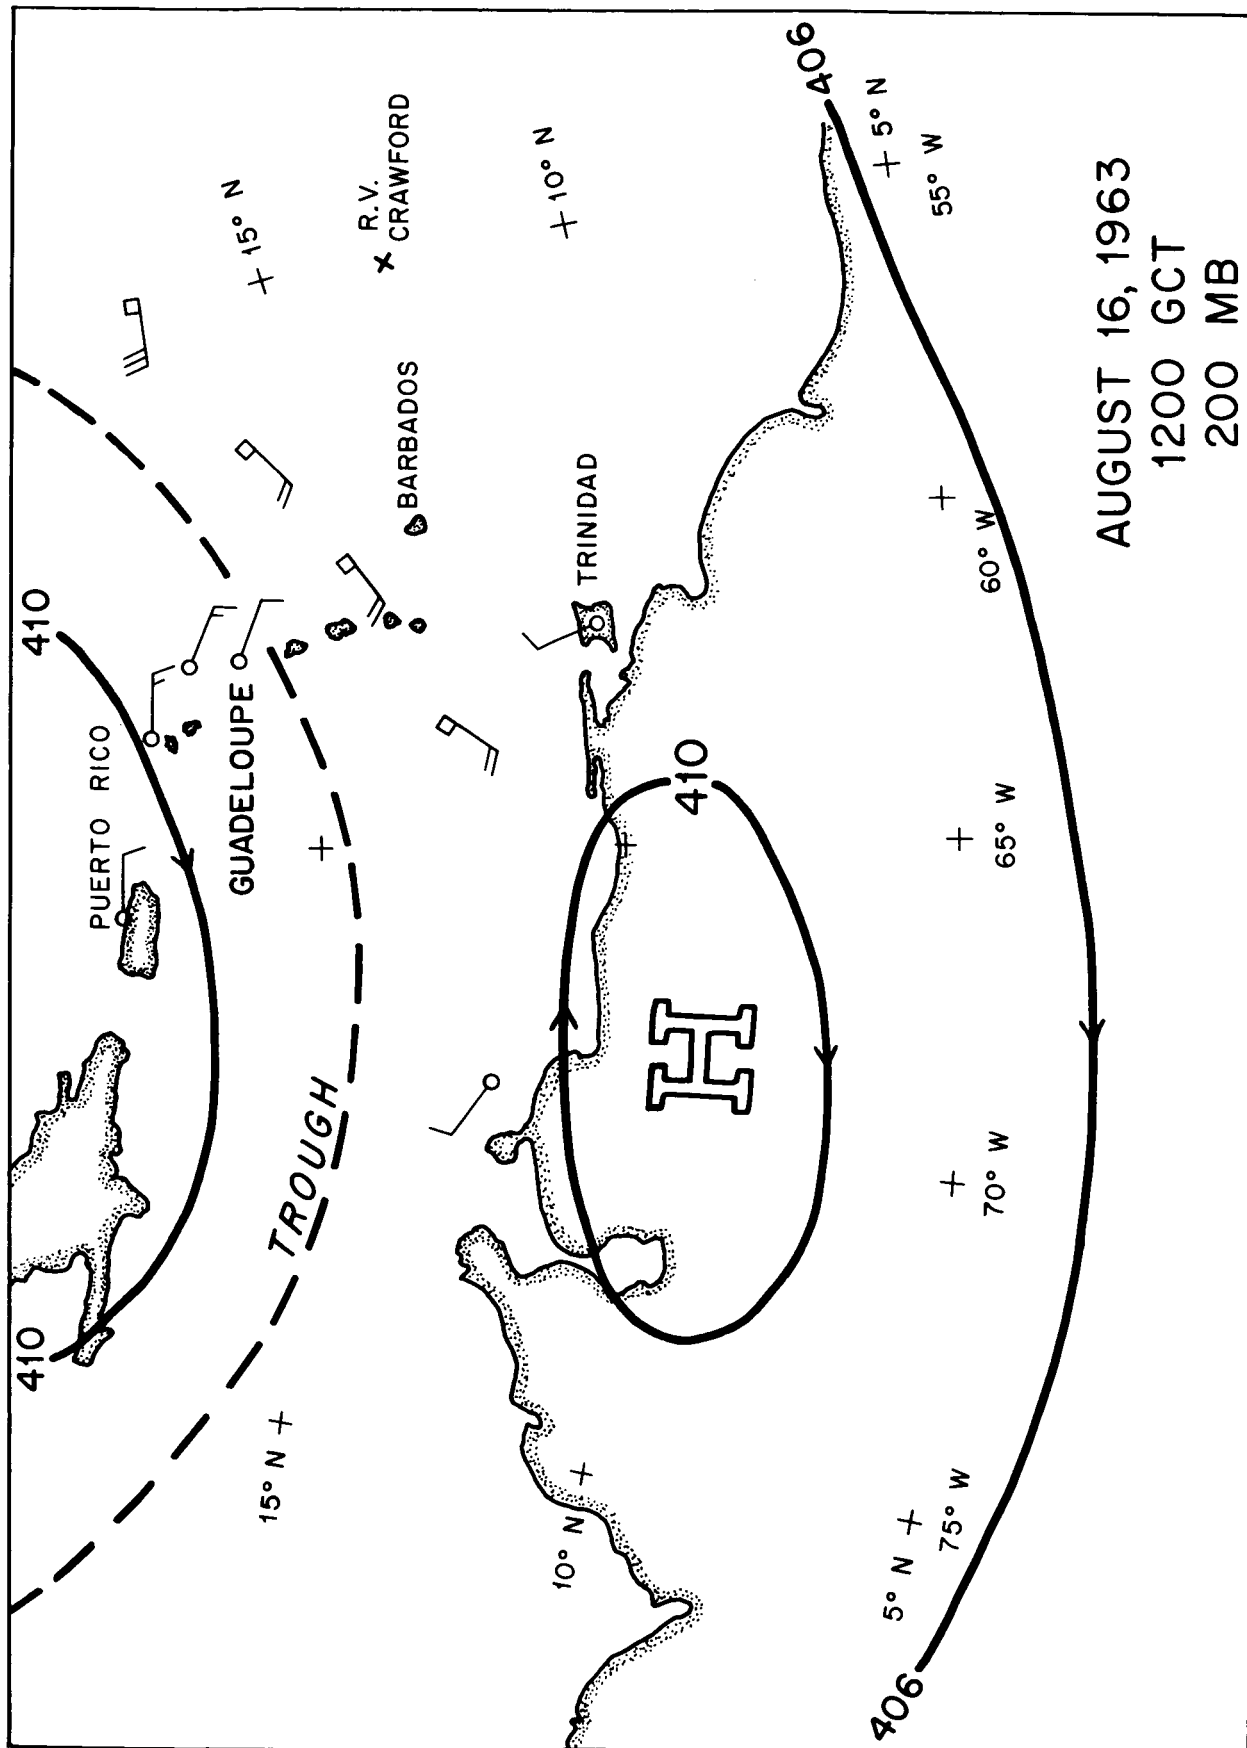 410
410
PUERTO RICO
GUADELOUPE
TROUGH
15° N
15° N
R.V.
CRAWFORD
BARBADOS
10° N
TRINIDAD
410
H
10° N
406
5° N
55° W
60° W
65° W
70° W
75° W
5° N
406
AUGUST 16, 1963
1200 GCT
200 MB